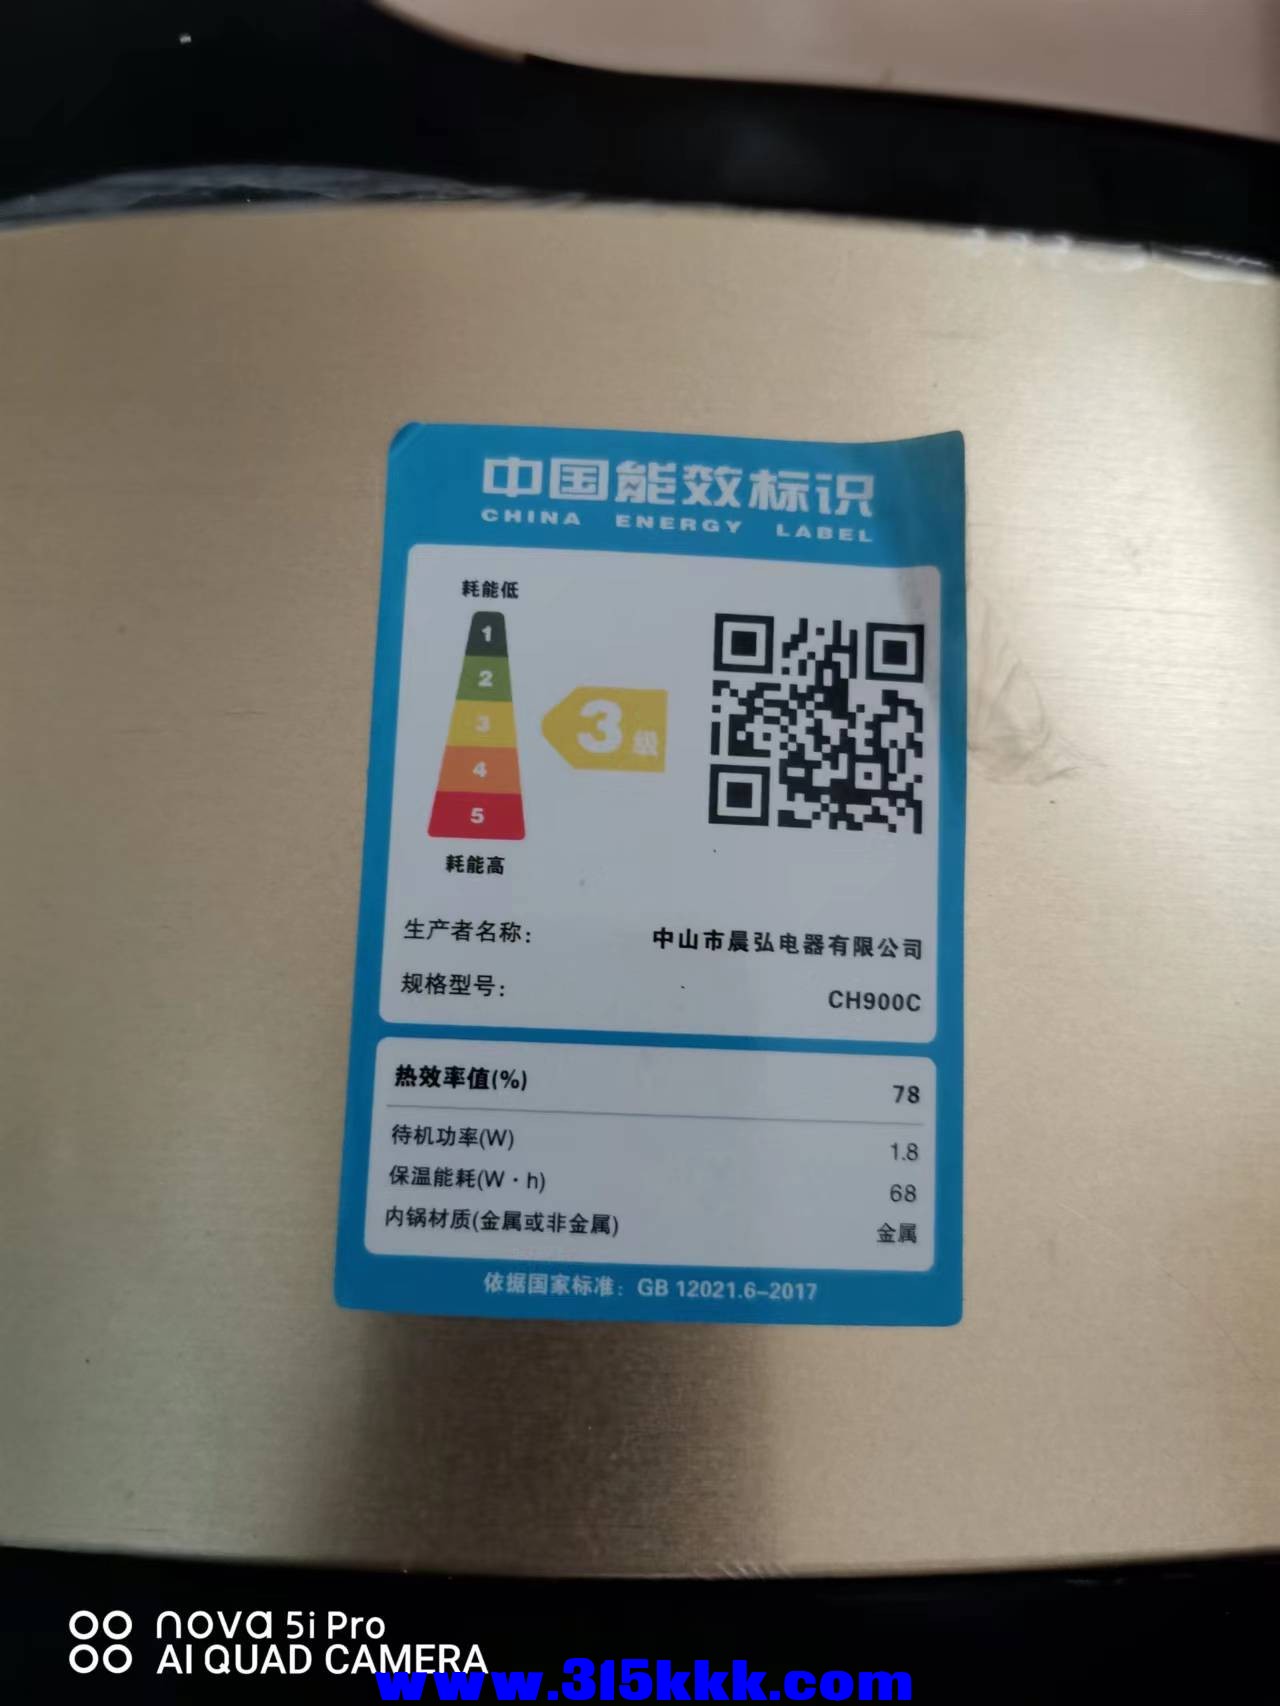 中国能效标识
CHINA ENERGY LABEL
耗能低
1
2
3
4
5
3级
耗能高
生产者名称: 中山市晨弘电器有限公司
规格型号: CH900C
热效率值(%) 78
待机功率(W) 1.8
保温能耗(W·h) 68
内锅材质(金属或非金属) 金属
依据国家标准: GB 12021.6-2017
nova 5i Pro
AI QUAD CAMERA
www.315kkk.com